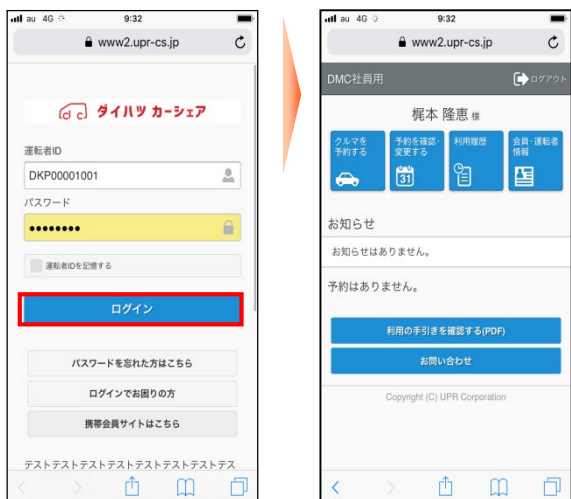 au 4G 9:32
www2.upr-cs.jp
d c ダイハツ カーシェア
運転者ID
DKP00001001
パスワード
••••••••
運転者IDを記憶する
ログイン
パスワードを忘れた方はこちら
ログインでお困りの方
携帯会員サイトはこちら
テストテストテストテストテストテストテス
au 4G 9:32
www2.upr-cs.jp
DMC社員用 ログアウト
梶本 隆恵 様
クルマを
予約する
予約を確認・
変更する
31
利用履歴
会員・運転者
情報
お知らせ
お知らせはありません。
予約はありません。
利用の手引きを確認する(PDF)
お問い合わせ
Copyright (C) UPR Corporation